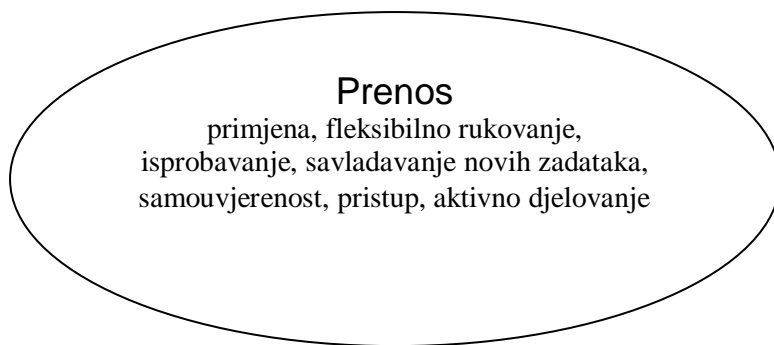 Prenos
primjena, fleksibilno rukovanje,
isprobavanje, savladavanje novih zadataka,
samouvjerenost, pristup, aktivno djelovanje